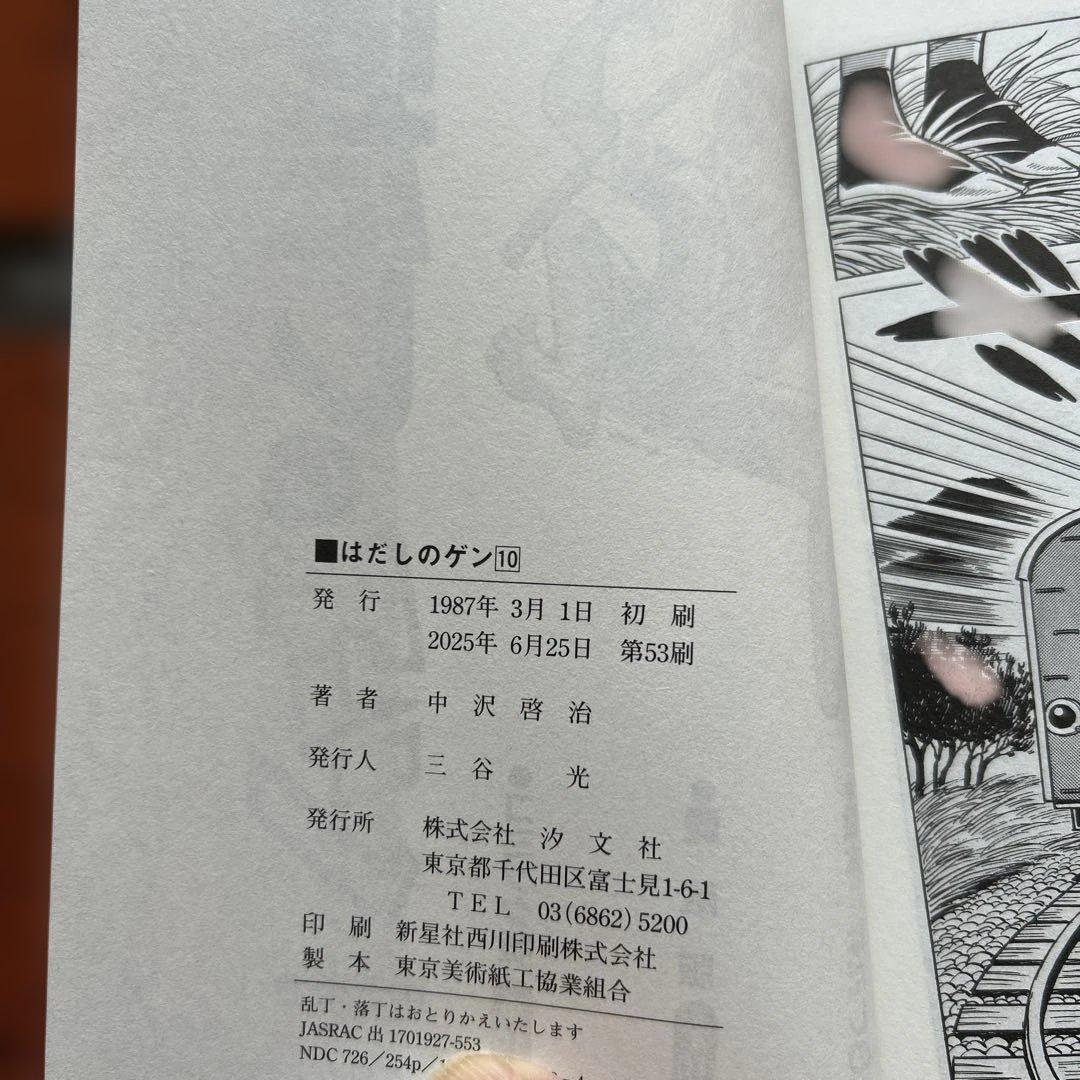 ■はだしのゲン10
発行 1987年 3月 1日 初刷
2025年 6月25日 第53刷
著者 中沢啓治
発行人 三谷 光
発行所 株式会社 汐文社
東京都千代田区富士見1-6-1
TEL 03(6862)5200
印刷 新星社西川印刷株式会社
製本 東京美術紙工協業組合
乱丁・落丁はおとりかえいたします
JASRAC 出 1701927-553
NDC 726／254p／